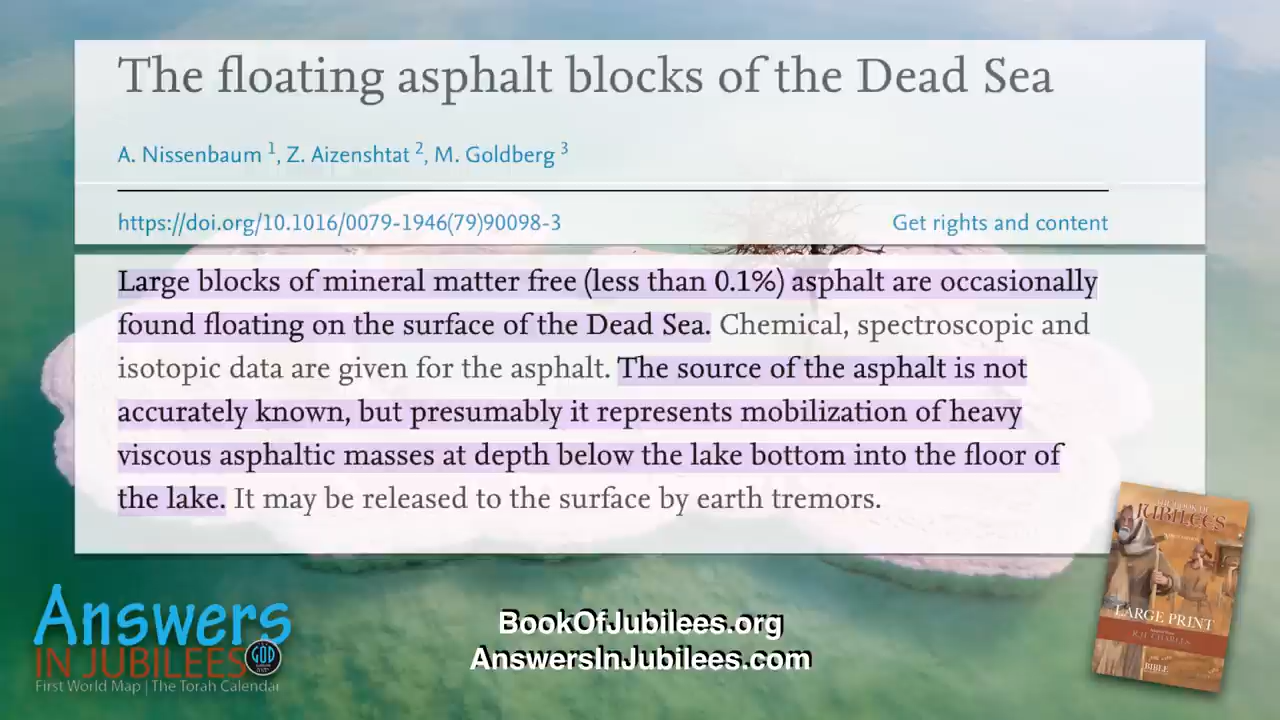 The floating asphalt blocks of the Dead Sea
A. Nissenbaum 1, Z. Aizenshtat 2, M. Goldberg 3
https://doi.org/10.1016/0079-1946(79)90098-3
Get rights and content
Large blocks of mineral matter free (less than 0.1%) asphalt are occasionally
found floating on the surface of the Dead Sea. Chemical, spectroscopic and
isotopic data are given for the asphalt. The source of the asphalt is not
accurately known, but presumably it represents mobilization of heavy
viscous asphaltic masses at depth below the lake bottom into the floor of
the lake. It may be released to the surface by earth tremors.
Answers
IN JUBILEES
GOD
First World Map | The Torah Calendar
BookOfJubilees.org
AnswersInJubilees.com
THE BOOK OF
JUBILEES
LARGE PRINT
R.H. CHARLES
BIBLE